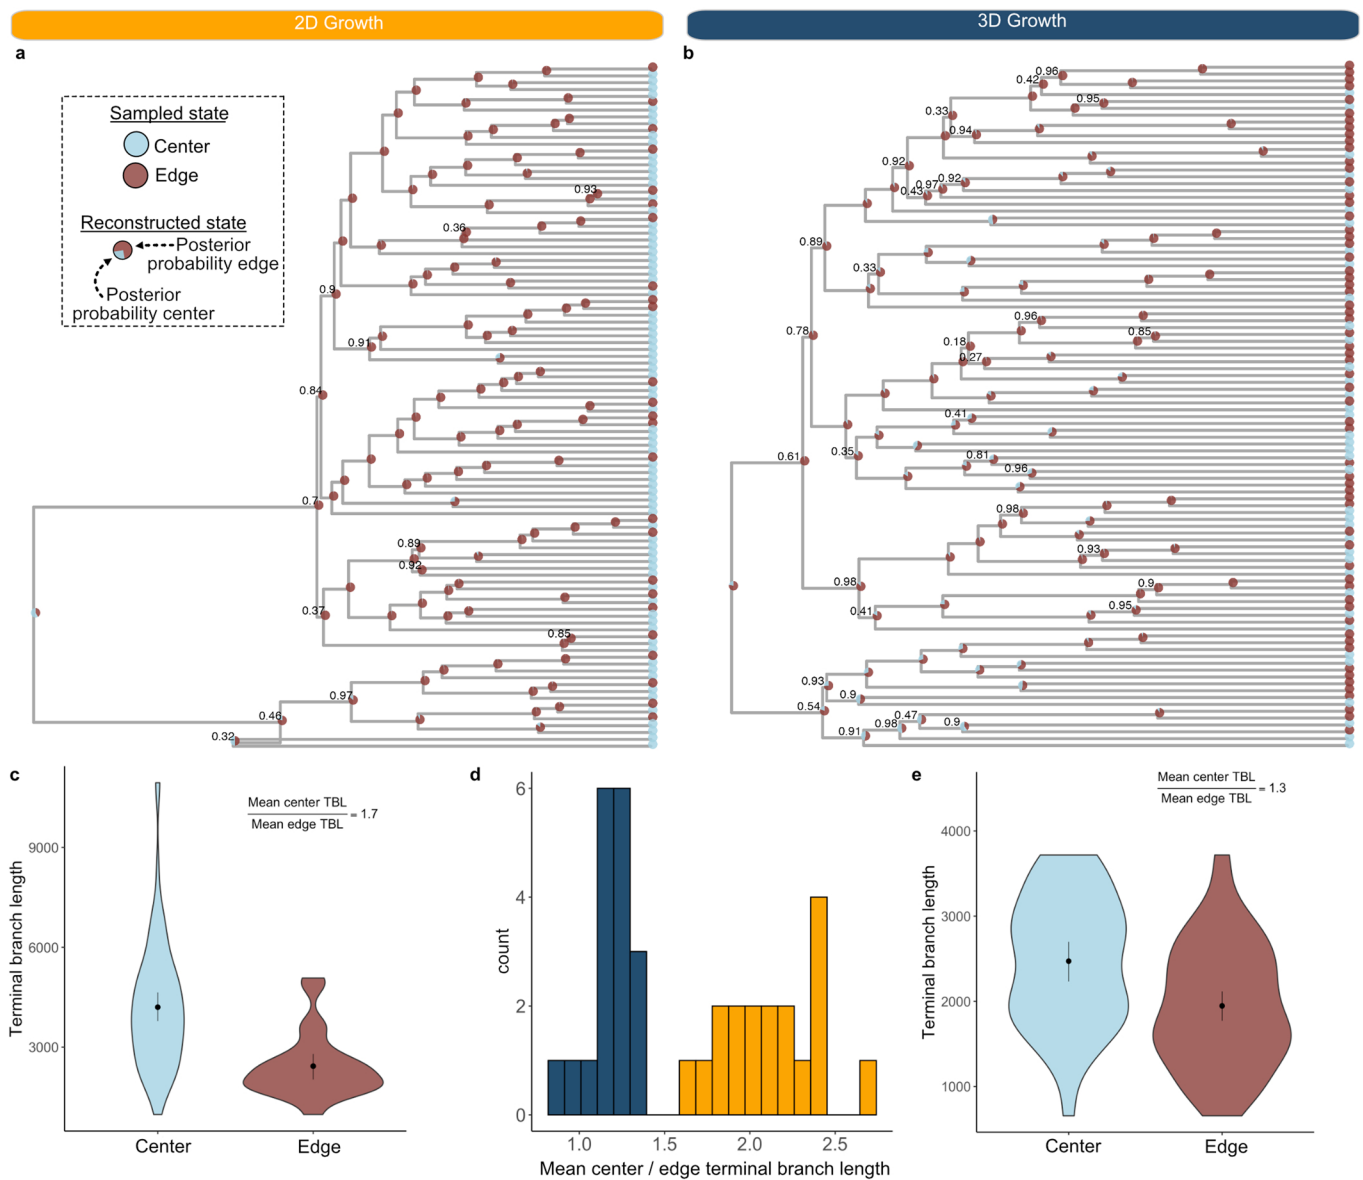 2D Growth
3D Growth
a
b
Sampled state
Center
Edge
Reconstructed state
Posterior
probability edge
Posterior
probability center
0.93
0.36
0.9
0.91
0.84
0.7
0.89
0.92
0.37
0.85
0.97
0.46
0.32
0.96
0.42
0.95
0.33
0.94
0.92
0.92
0.97
0.43
0.89
0.33
0.96
0.78
0.85
0.18
0.27
0.41
0.35
0.61
0.81
0.96
0.98
0.93
0.98
0.9
0.95
0.41
0.93
0.9
0.54
0.47
0.98
0.9
0.91
c
Mean center TBL
Mean edge TBL
= 1.7
Terminal branch length
9000
6000
3000
Center
Edge
d
count
6
4
2
0
1.0
1.5
2.0
2.5
Mean center / edge terminal branch length
e
Mean center TBL
Mean edge TBL
= 1.3
Terminal branch length
4000
3000
2000
1000
Center
Edge